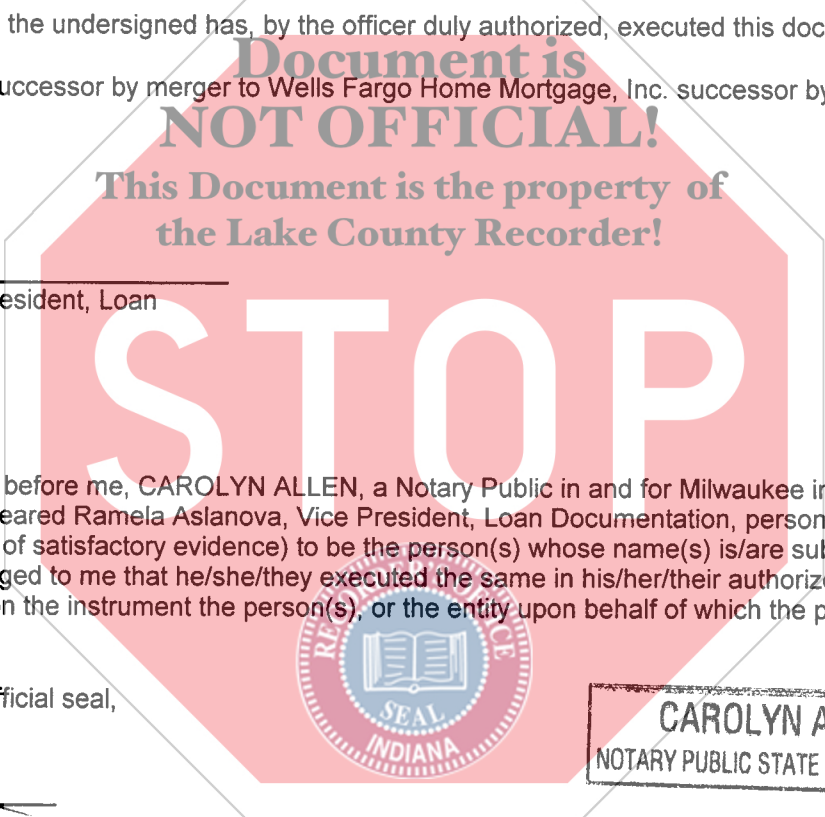 the undersigned has, by the officer duly authorized, executed this doc
Document is
uccessor by merger to Wells Fargo Home Mortgage, Inc. successor by
NOT OFFICIAL!
This Document is the property of
the Lake County Recorder!
esident, Loan
STOP
before me, CAROLYN ALLEN, a Notary Public in and for Milwaukee in
eared Ramela Aslanova, Vice President, Loan Documentation, person
of satisfactory evidence) to be the person(s) whose name(s) is/are sub
ged to me that he/she/they executed the same in his/her/their authorize
n the instrument the person(s), or the entity upon behalf of which the p
RECORDER'S OFFICE
SEAL
INDIANA
ficial seal,
CAROLYN A
NOTARY PUBLIC STATE